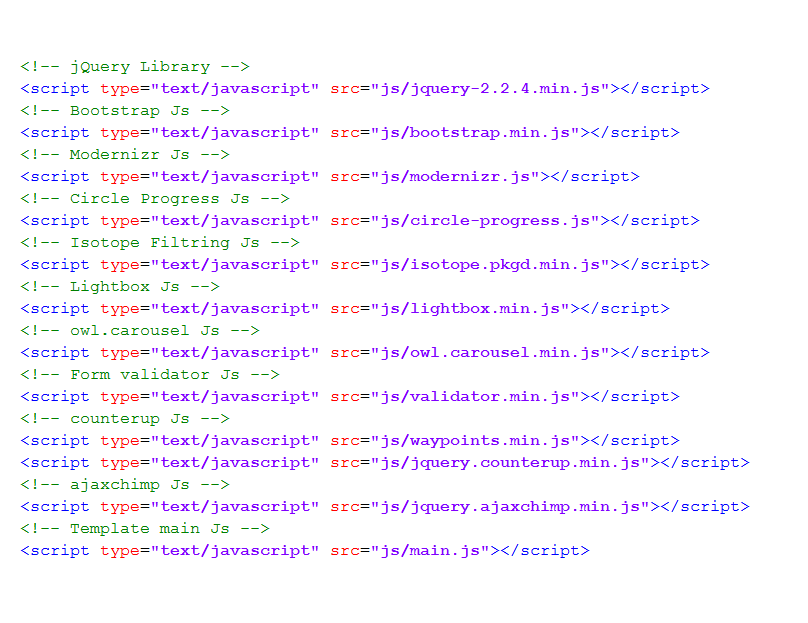 <!-- jQuery Library -->
<script type="text/javascript" src="js/jquery-2.2.4.min.js"></script>
<!-- Bootstrap Js -->
<script type="text/javascript" src="js/bootstrap.min.js"></script>
<!-- Modernizr Js -->
<script type="text/javascript" src="js/modernizr.js"></script>
<!-- Circle Progress Js -->
<script type="text/javascript" src="js/circle-progress.js"></script>
<!-- Isotope Filtring Js -->
<script type="text/javascript" src="js/isotope.pkgd.min.js"></script>
<!-- Lightbox Js -->
<script type="text/javascript" src="js/lightbox.min.js"></script>
<!-- owl.carousel Js -->
<script type="text/javascript" src="js/owl.carousel.min.js"></script>
<!-- Form validator Js -->
<script type="text/javascript" src="js/validator.min.js"></script>
<!-- counterup Js -->
<script type="text/javascript" src="js/waypoints.min.js"></script>
<script type="text/javascript" src="js/jquery.counterup.min.js"></script>
<!-- ajaxchimp Js -->
<script type="text/javascript" src="js/jquery.ajaxchimp.min.js"></script>
<!-- Template main Js -->
<script type="text/javascript" src="js/main.js"></script>